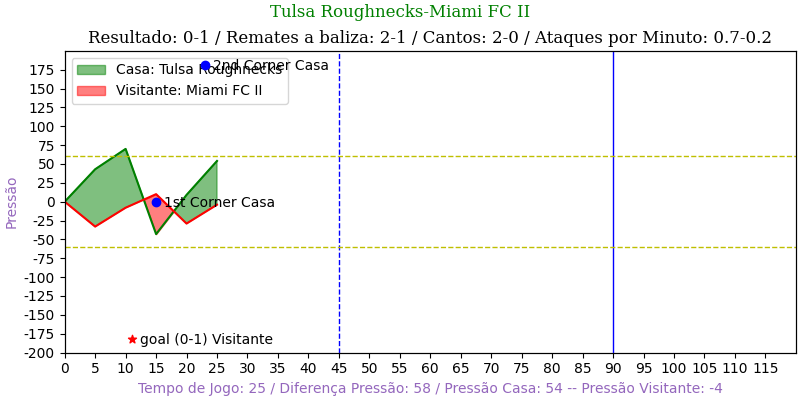 Tulsa Roughnecks-Miami FC II
Resultado: 0-1 / Remates a baliza: 2-1 / Cantos: 2-0 / Ataques por Minuto: 0.7-0.2
Casa: Tulsa Roughnecks
2nd Corner Casa
Visitante: Miami FC II
1st Corner Casa
goal (0-1) Visitante
Pressão
175
150
125
100
75
50
25
0
-25
-50
-75
-100
-125
-150
-175
-200
0 5 10 15 20 25 30 35 40 45 50 55 60 65 70 75 80 85 90 95 100 105 110 115
Tempo de Jogo: 25 / Diferença Pressão: 58 / Pressão Casa: 54 -- Pressão Visitante: -4